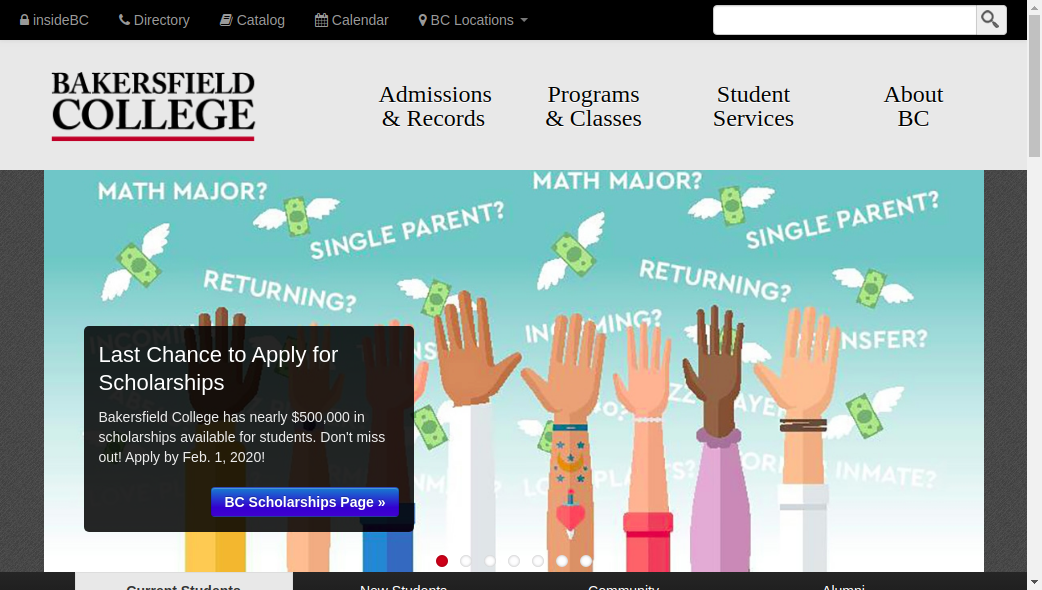 insideBC
Directory
Catalog
Calendar
BC Locations
BAKERSFIELD
COLLEGE
Admissions
& Records
Programs
& Classes
Student
Services
About
BC
MATH MAJOR?
MATH MAJOR?
SINGLE PARENT?
SINGLE PARENT?
RETURNING?
RETURNING?
Last Chance to Apply for
Scholarships
Bakersfield College has nearly $500,000 in
scholarships available for students. Don't miss
out! Apply by Feb. 1, 2020!
BC Scholarships Page »
INMATE?
Current Students
New Students
Community
Alumni